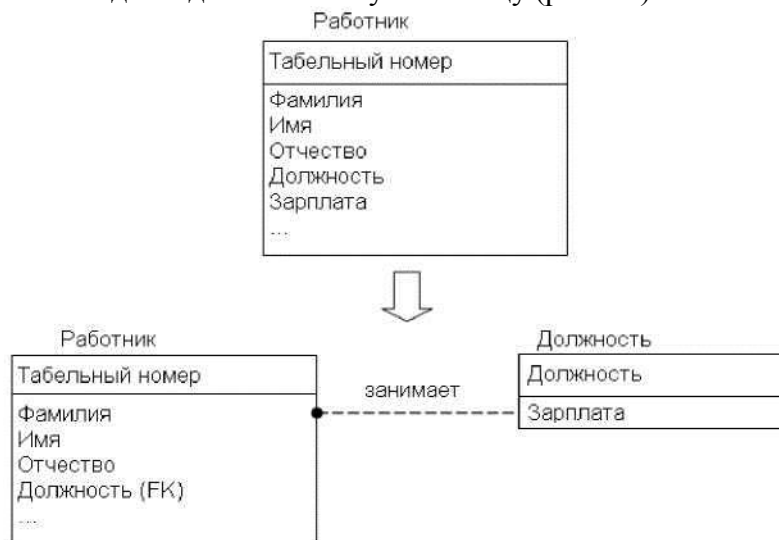 Работник
Табельный номер
Фамилия
Имя
Отчество
Должность
Зарплата
...
Работник
Табельный номер
Фамилия
Имя
Отчество
Должность (FK)
....
занимает
Должность
Должность
Зарплата